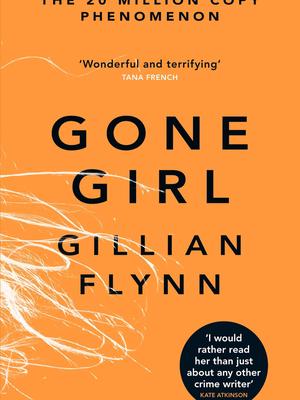 THE 20 MILLION COPY
PHENOMENON
‘Wonderful and terrifying’
TANA FRENCH
GONE
GIRL
GILLIAN
FLYNN
‘I would
rather read
her than just
about any other
crime writer’
KATE ATKINSON